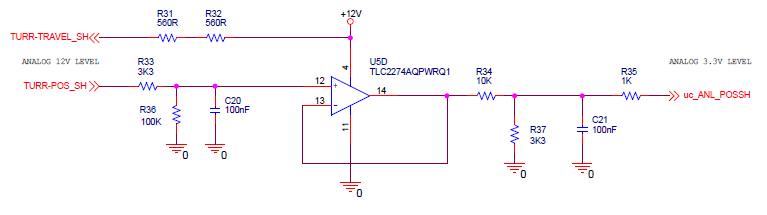 R31 R32 +12V
560R 560R
TURR-TRAVEL_SH
ANALOG 12V LEVEL U5D ANALOG 3.3V LEVEL
R33 4 TLC2274AQPWRQ1 R34 R35
3K3 10K 1K
TURR-POS_SH 12 + 14 uc_ANL_POSSH
13 -
R36 C20 R37 C21
100K 100nF 11 3K3 100nF
0 0 0 0 0